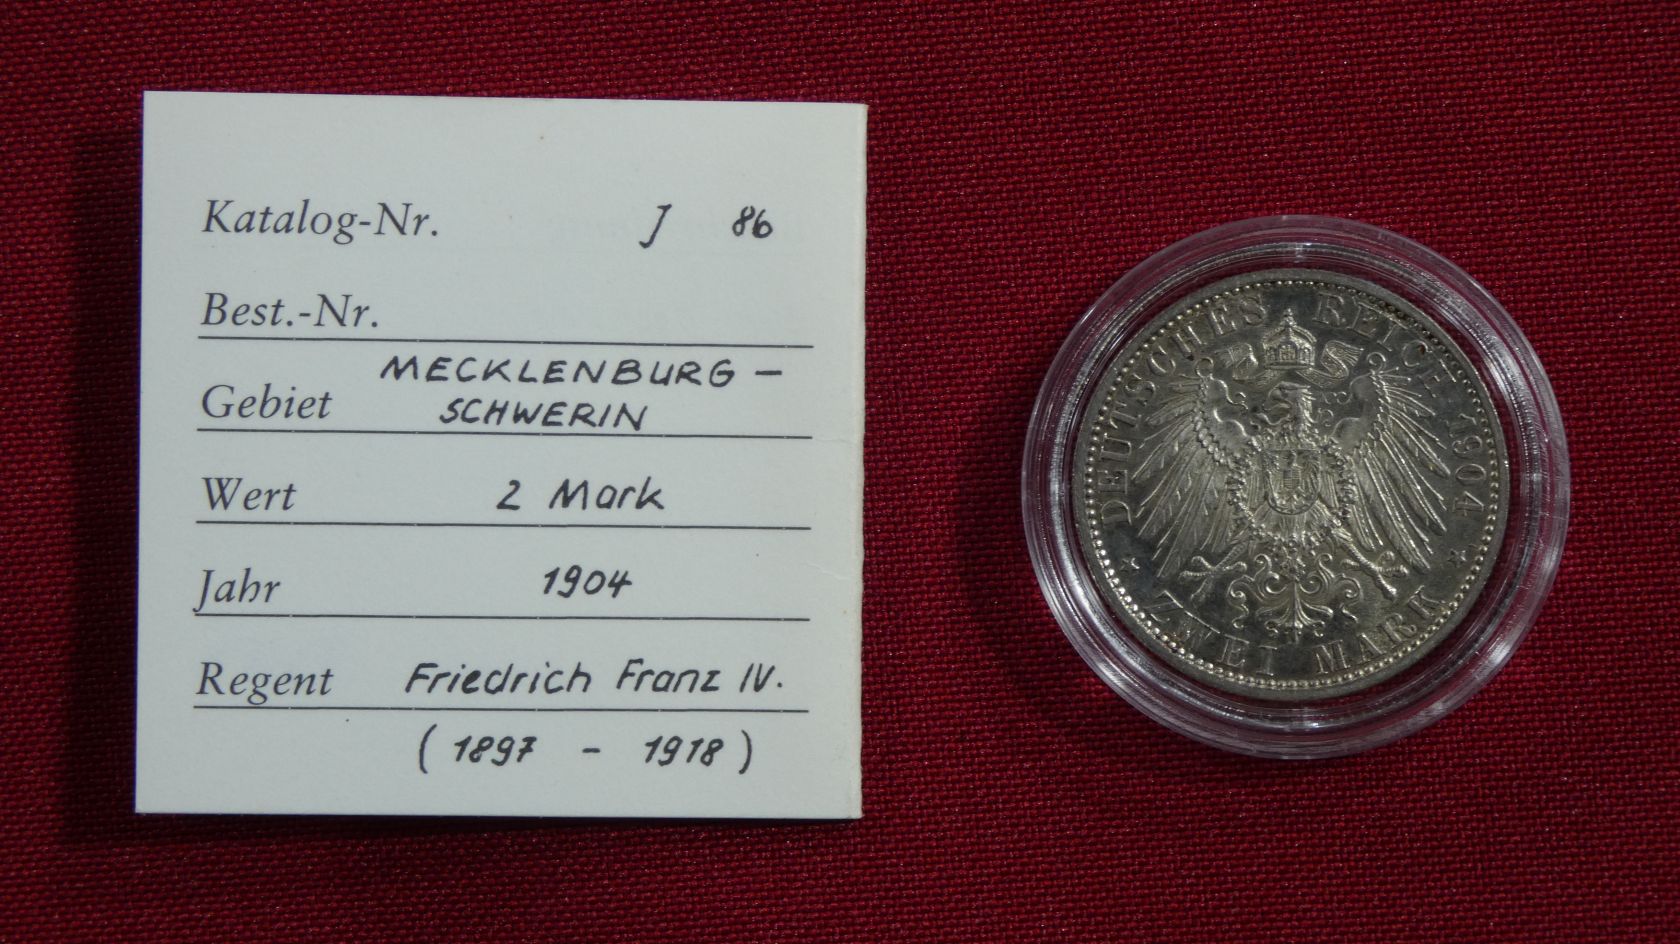 Katalog-Nr. J 86
Best.-Nr.
MECKLENBURG -
Gebiet SCHWERIN
Wert 2 Mark
Jahr 1904
Regent Friedrich Franz IV.
( 1897 - 1918 )
DEUTSCHES REICH 1904
ZWEI MARK